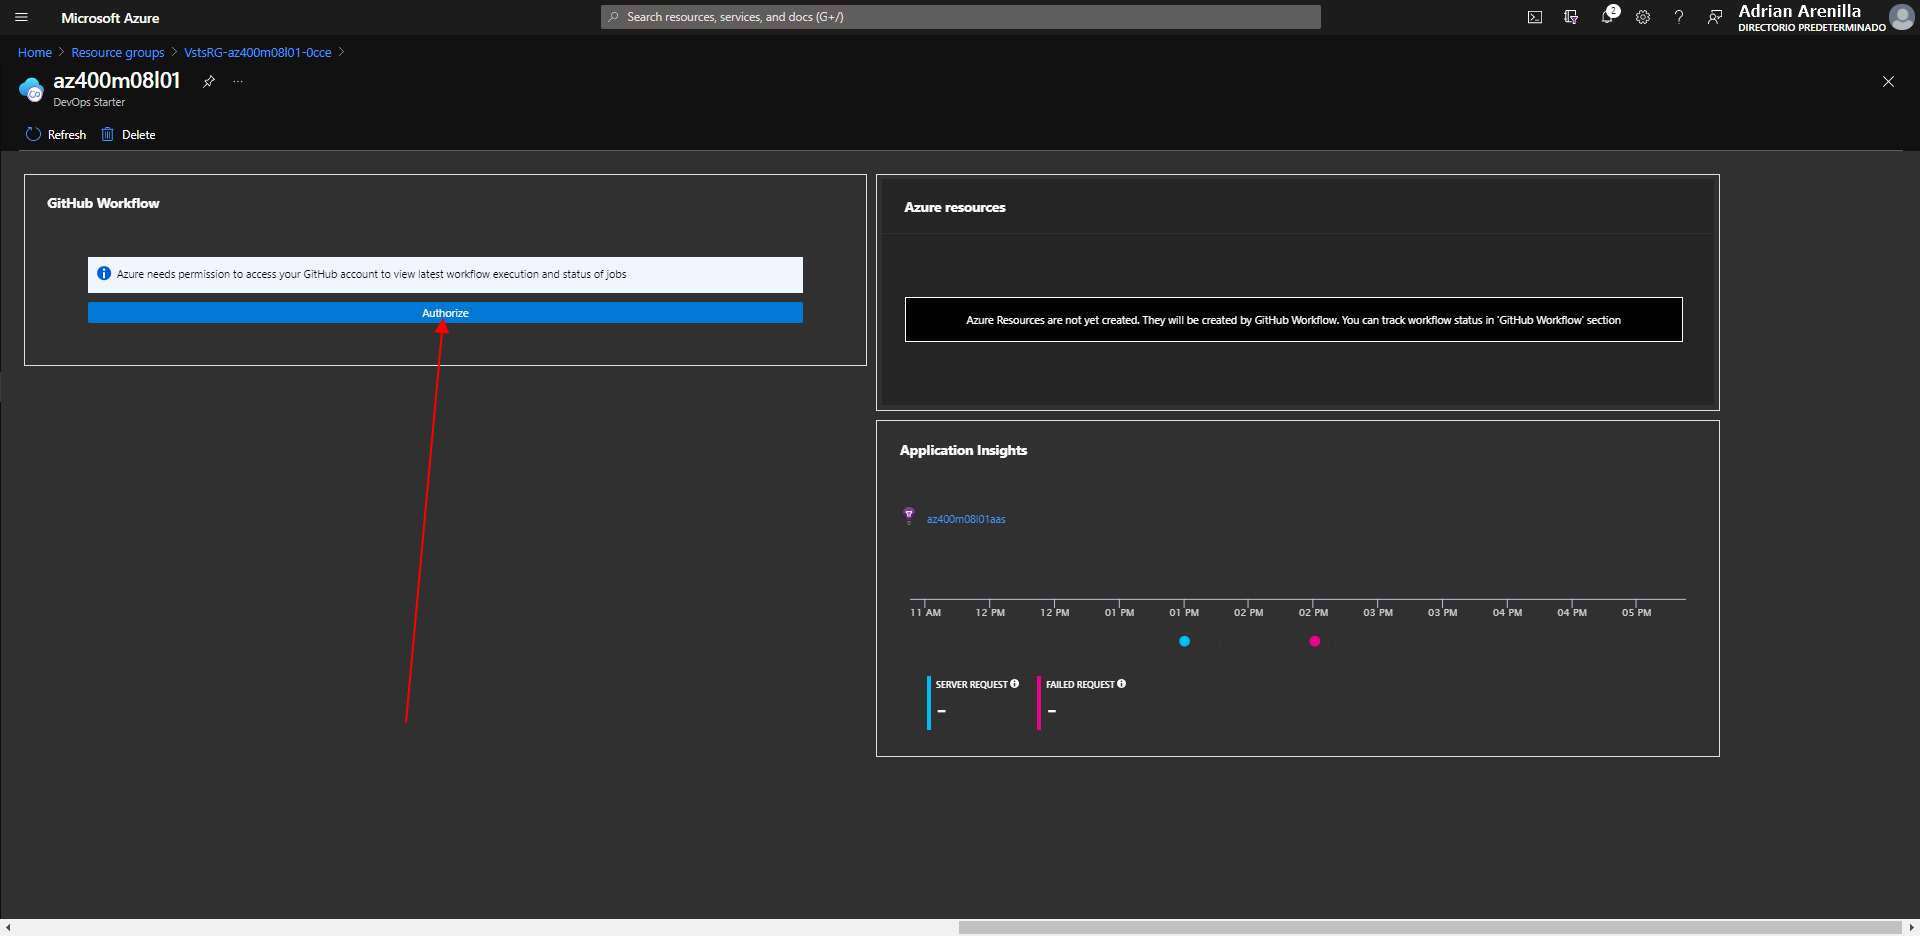 Microsoft Azure
Search resources, services, and docs (G+/)
2
Adrian Arenilla
DIRECTORIO PREDETERMINADO
Home > Resource groups > VstsRG-az400m08l01-0cce >
az400m08l01
DevOps Starter
Refresh
Delete
GitHub Workflow
Azure needs permission to access your GitHub account to view latest workflow execution and status of jobs
Authorize
Azure resources
Azure Resources are not yet created. They will be created by GitHub Workflow. You can track workflow status in 'GitHub Workflow' section
Application Insights
az400m08l01aas
11 AM 12 PM 12 PM 01 PM 01 PM 02 PM 02 PM 03 PM 03 PM 04 PM 04 PM 05 PM
SERVER REQUEST
--
FAILED REQUEST
--